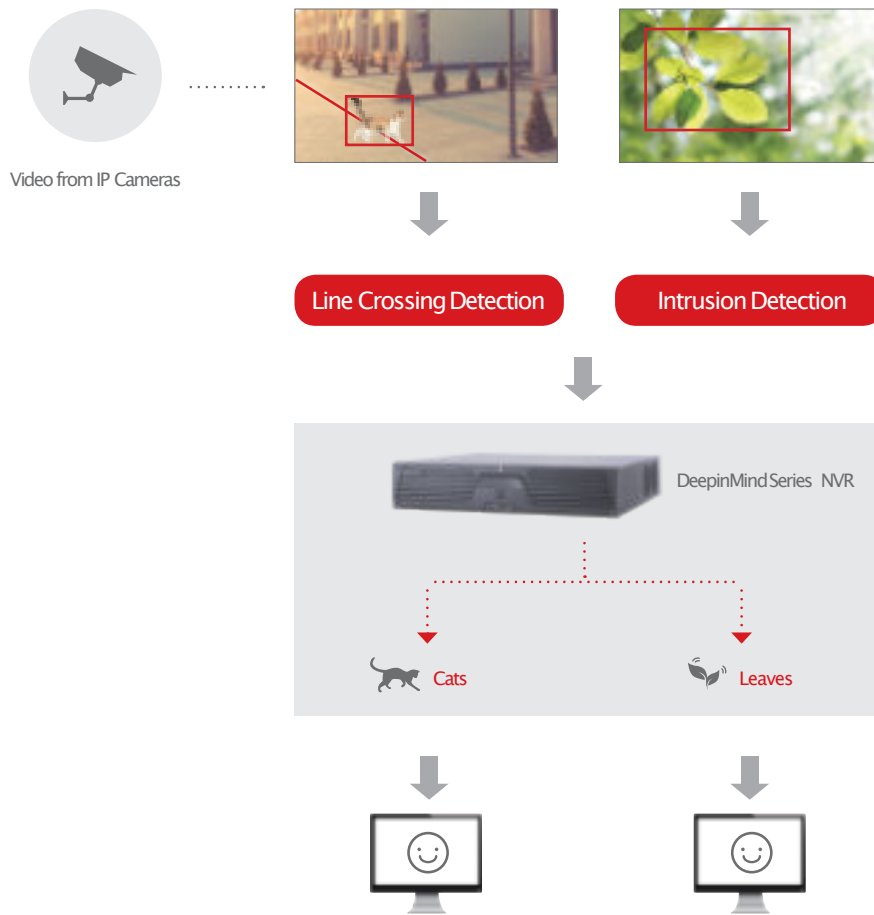 Video from IP Cameras
Line Crossing Detection
Intrusion Detection
DeepinMind Series NVR
Cats
Leaves